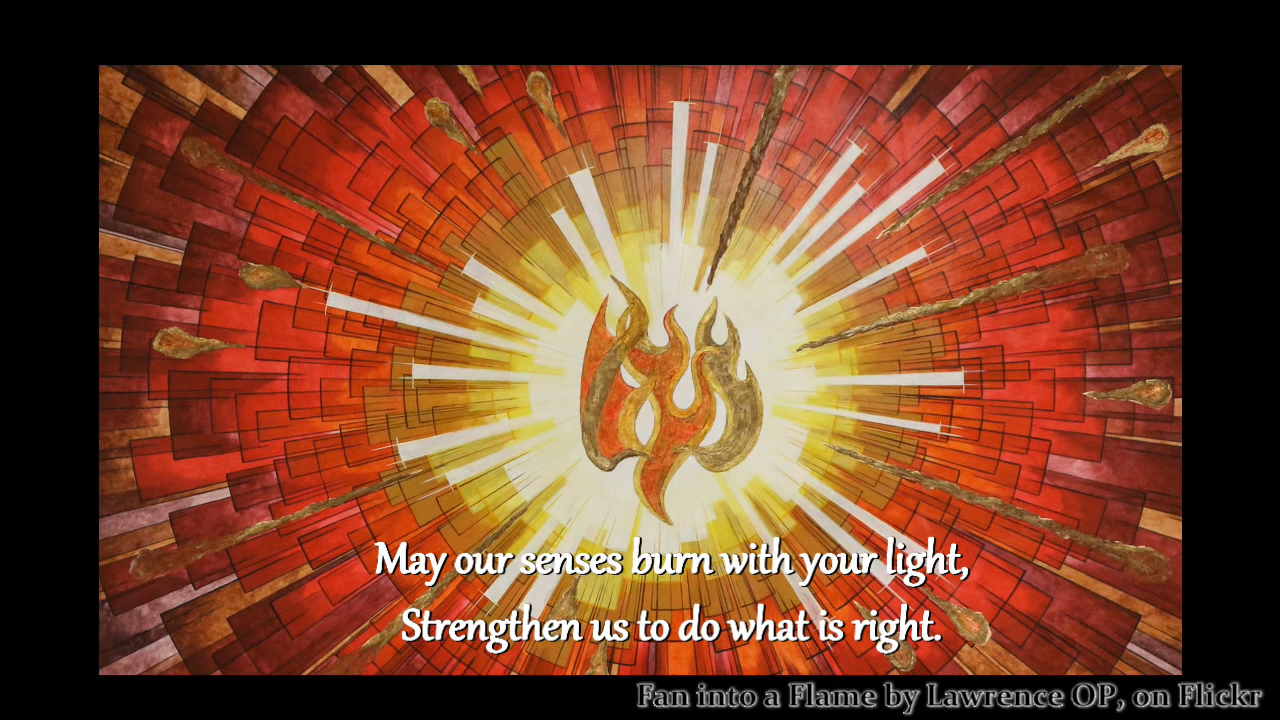 May our senses burn with your light,
Strengthen us to do what is right.
Fan into a Flame by Lawrence OP, on Flickr